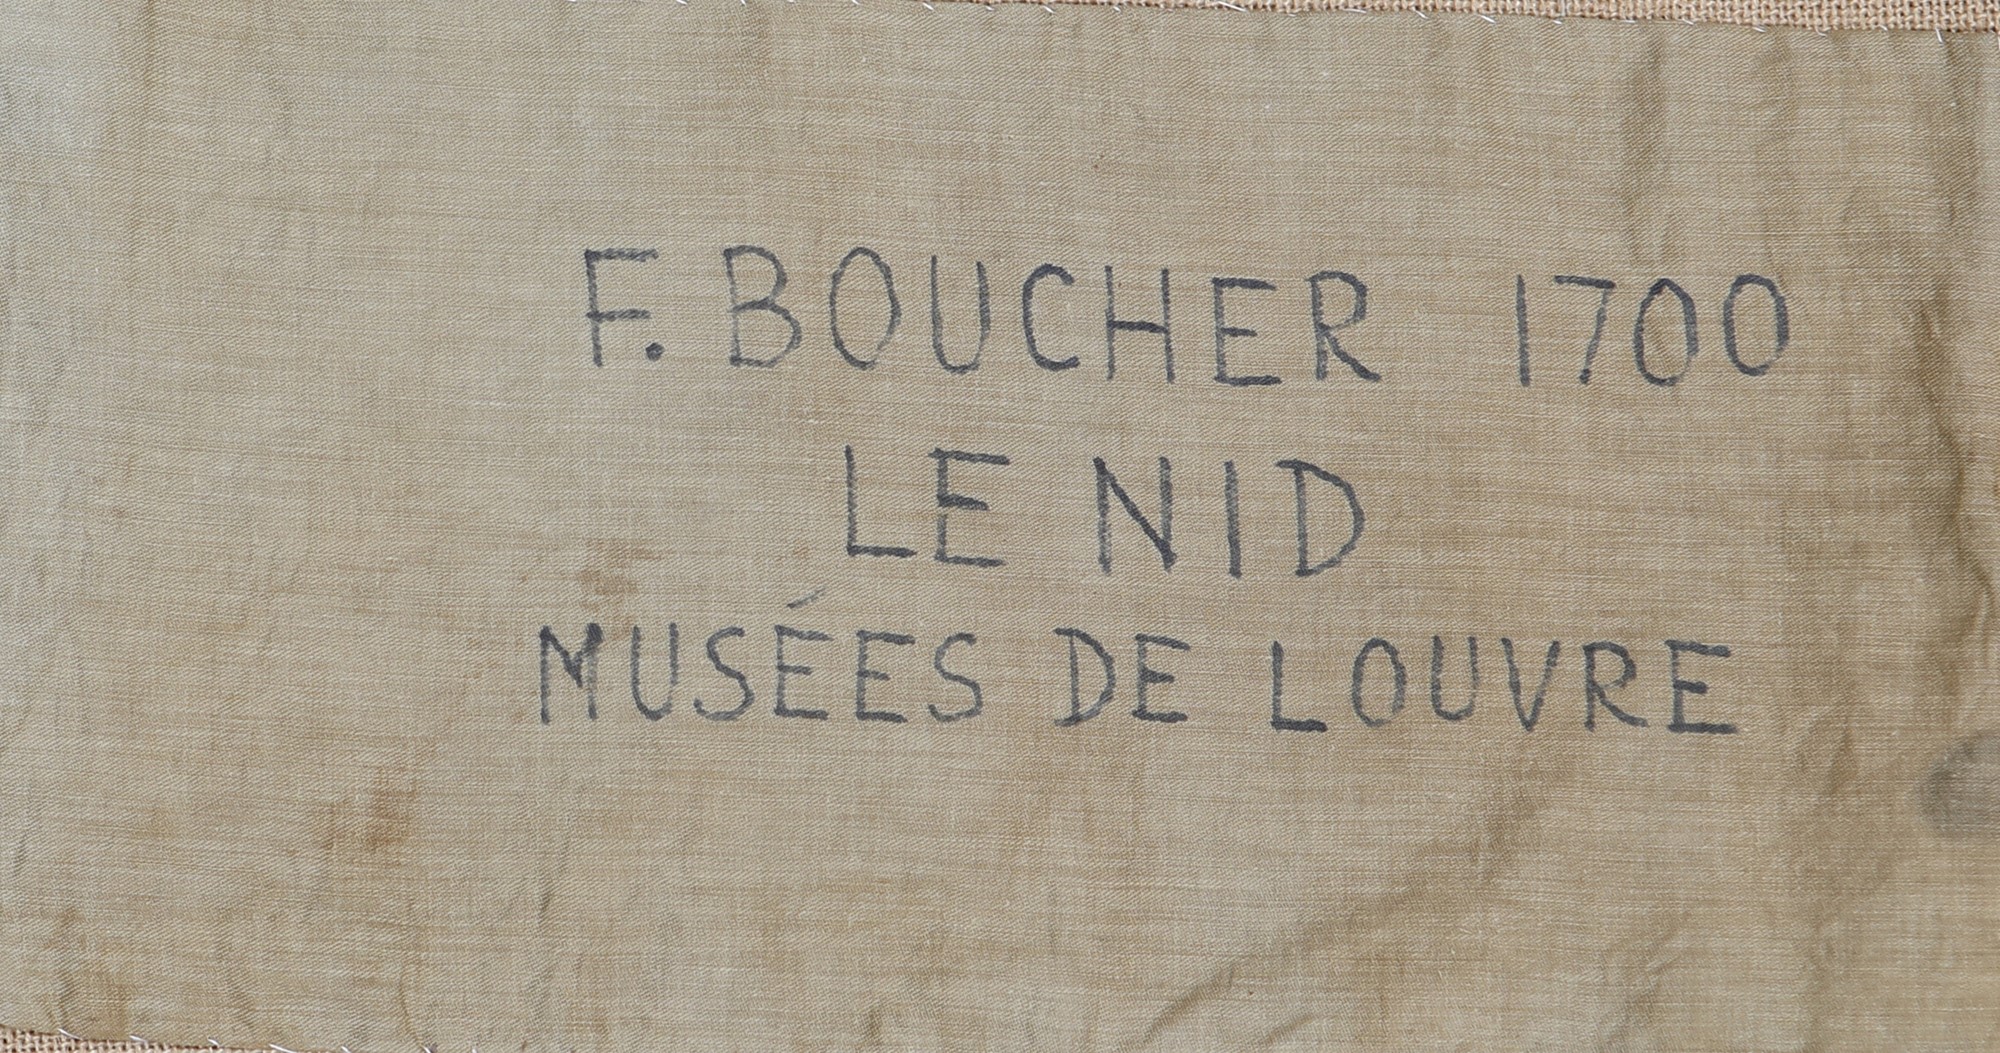 F. BOUCHER 1700
LE NID
MUSÉES DE LOUVRE